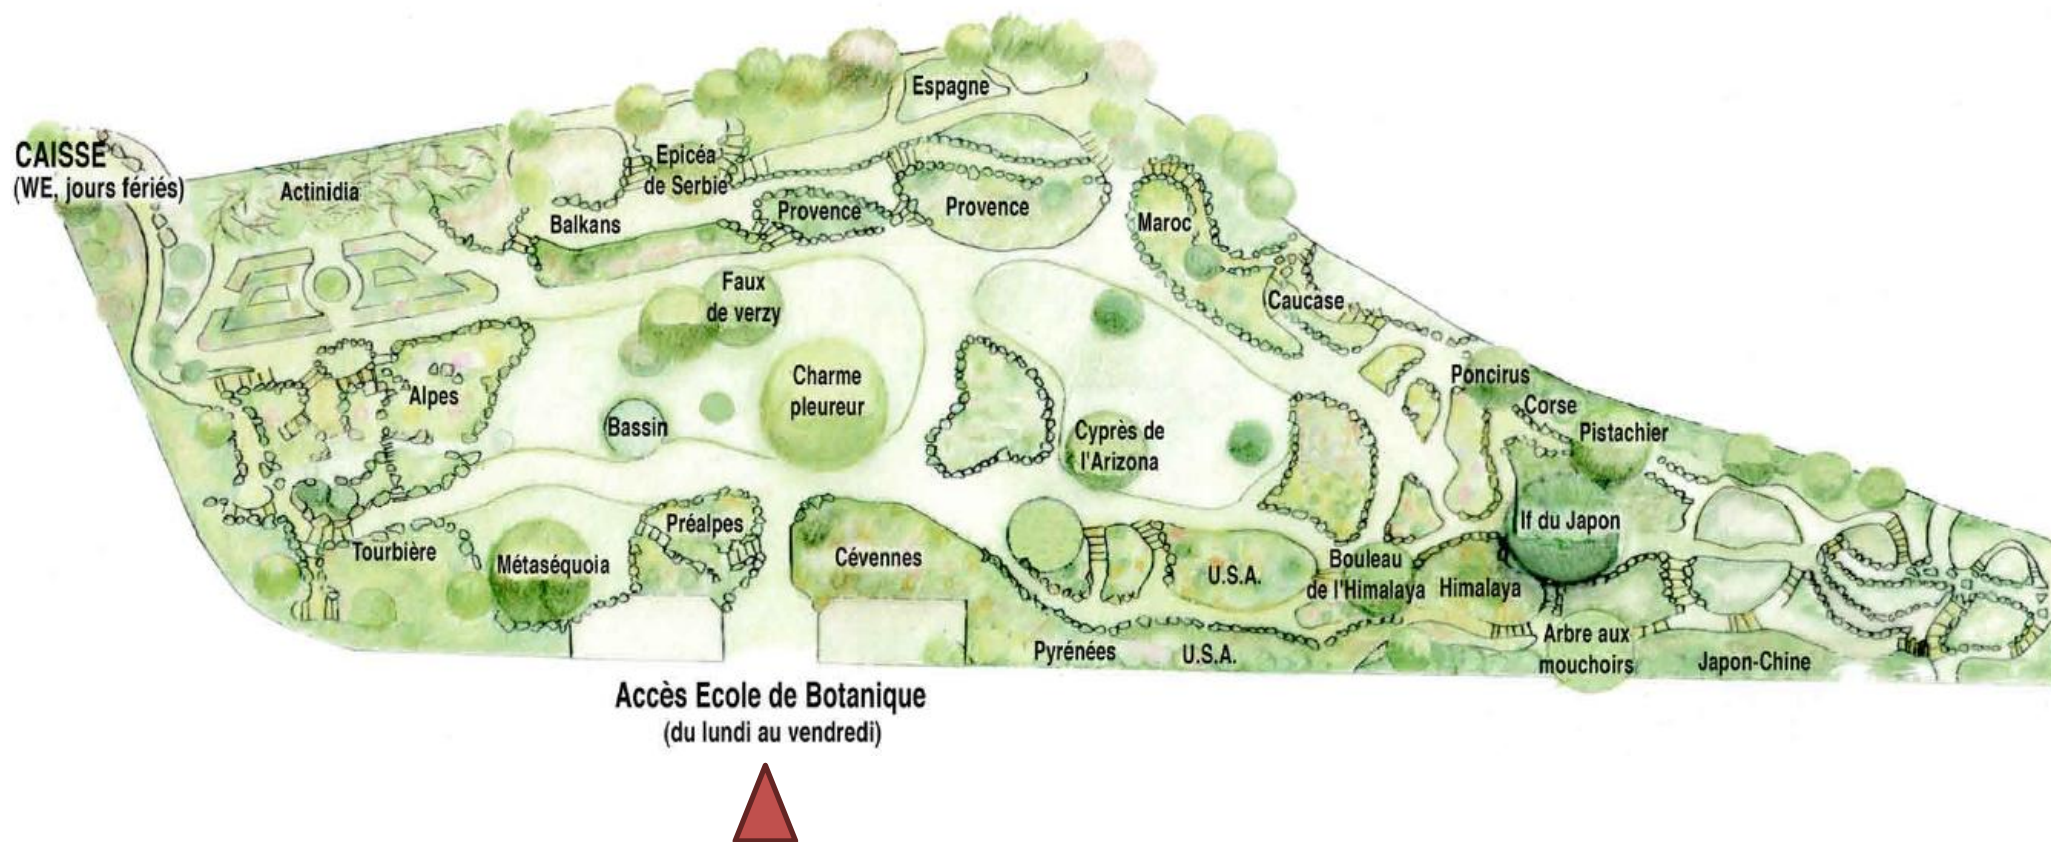 Espagne
CAISSE
(WE, jours fériés)
Epicéa
de Serbie
Actinidia
Balkans
Provence
Provence
Maroc
Faux
de verzy
Caucase
Charme
pleureur
Alpes
Poncirus
Corse
Bassin
Cyprès de
l'Arizona
Pistachier
Préalpes
If du Japon
Tourbière
Métaséquoia
Cévennes
U.S.A.
Bouleau
de l'Himalaya
Himalaya
Pyrénées
U.S.A.
Arbre aux
mouchoirs
Japon-Chine
Accès Ecole de Botanique
(du lundi au vendredi)